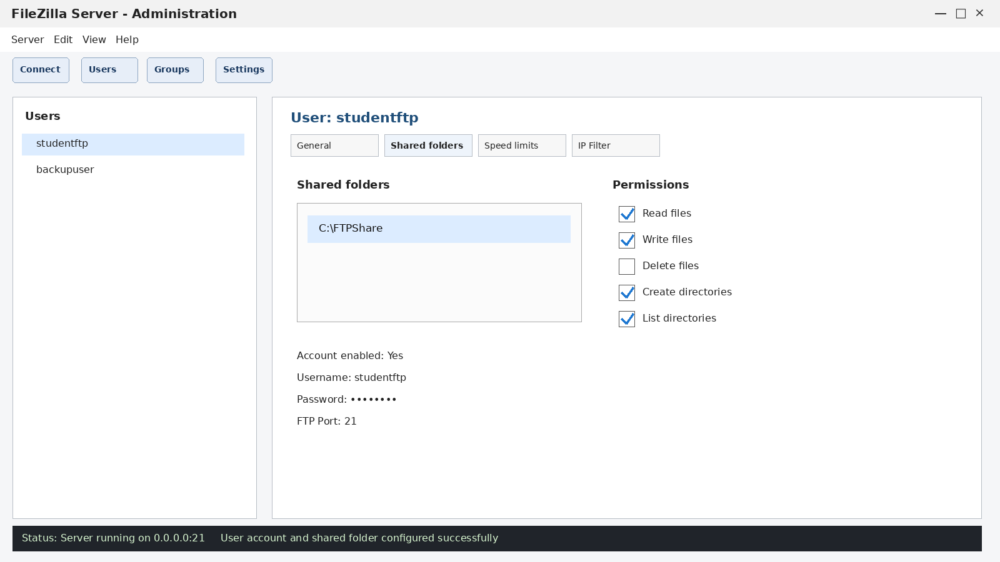 FileZilla Server - Administration
Server Edit View Help
Connect Users Groups Settings
Users
studentftp
backupuser
User: studentftp
General Shared folders Speed limits IP Filter
Shared folders
C:\FTPShare
Permissions
Read files
Write files
Delete files
Create directories
List directories
Account enabled: Yes
Username: studentftp
Password: ••••••••
FTP Port: 21
Status: Server running on 0.0.0.0:21 User account and shared folder configured successfully